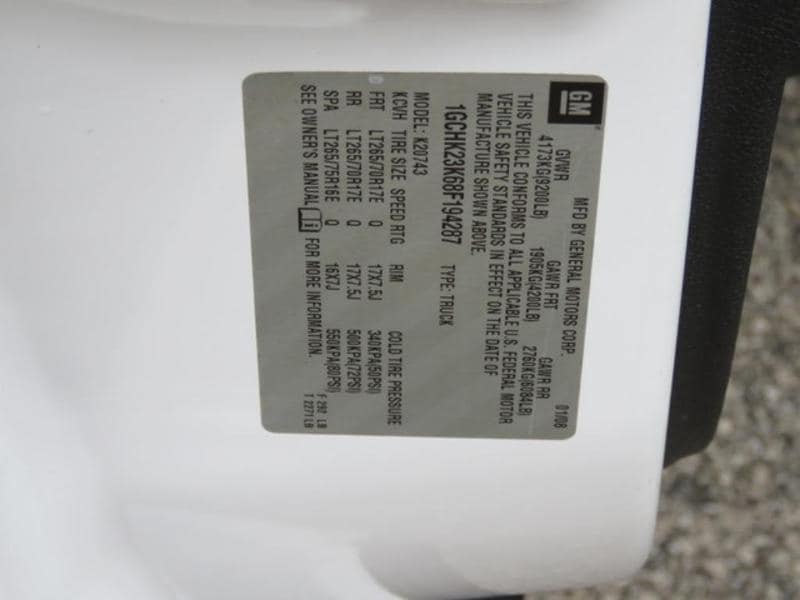 GM
MFD BY GENERAL MOTORS CORP. 01/08
GVWR GAWR FRT GAWR RR
4173KG(9200LB) 1905KG(4200LB) 2760KG(6084LB)
THIS VEHICLE CONFORMS TO ALL APPLICABLE U.S. FEDERAL MOTOR
VEHICLE SAFETY STANDARDS IN EFFECT ON THE DATE OF
MANUFACTURE SHOWN ABOVE.
1GCHK23K68F194287 TYPE: TRUCK
MODEL: K20743
KCVH TIRE SIZE SPEED RTG RIM COLD TIRE PRESSURE
FRT LT265/70R17E Q 17X7.5J 340KPA(50PSI)
RR LT265/70R17E Q 17X7.5J 500KPA(72PSI)
SPA LT265/75R16E Q 16X7J 550KPA(80PSI)
SEE OWNER'S MANUAL FOR MORE INFORMATION.
F 292 LB
T 2271 LB